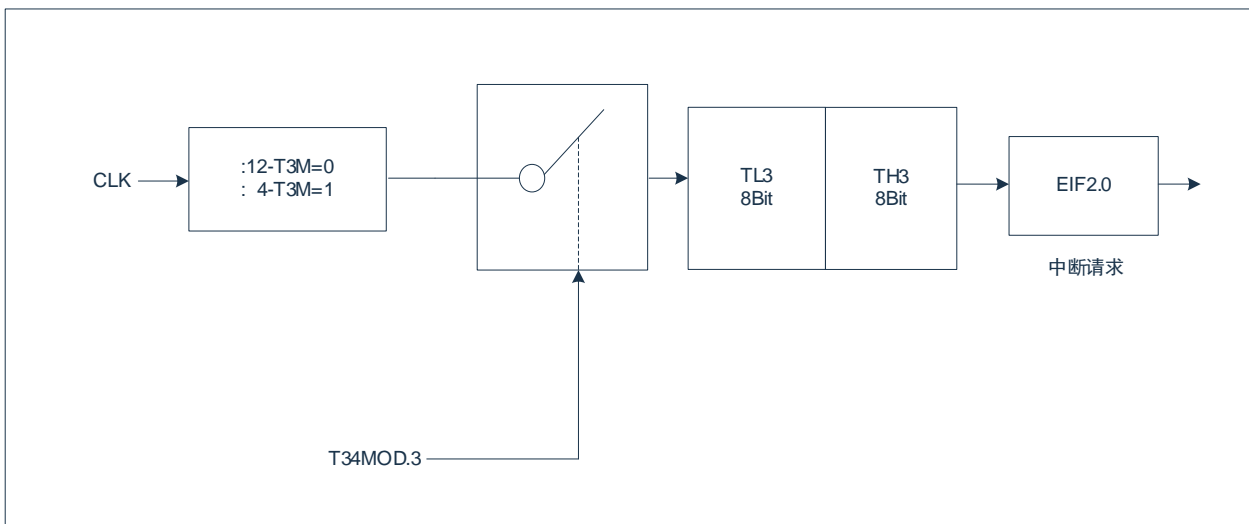 CLK
:12-T3M=0
: 4-T3M=1
TL3
8Bit
TH3
8Bit
EIF2.0
中断请求
T34MOD.3